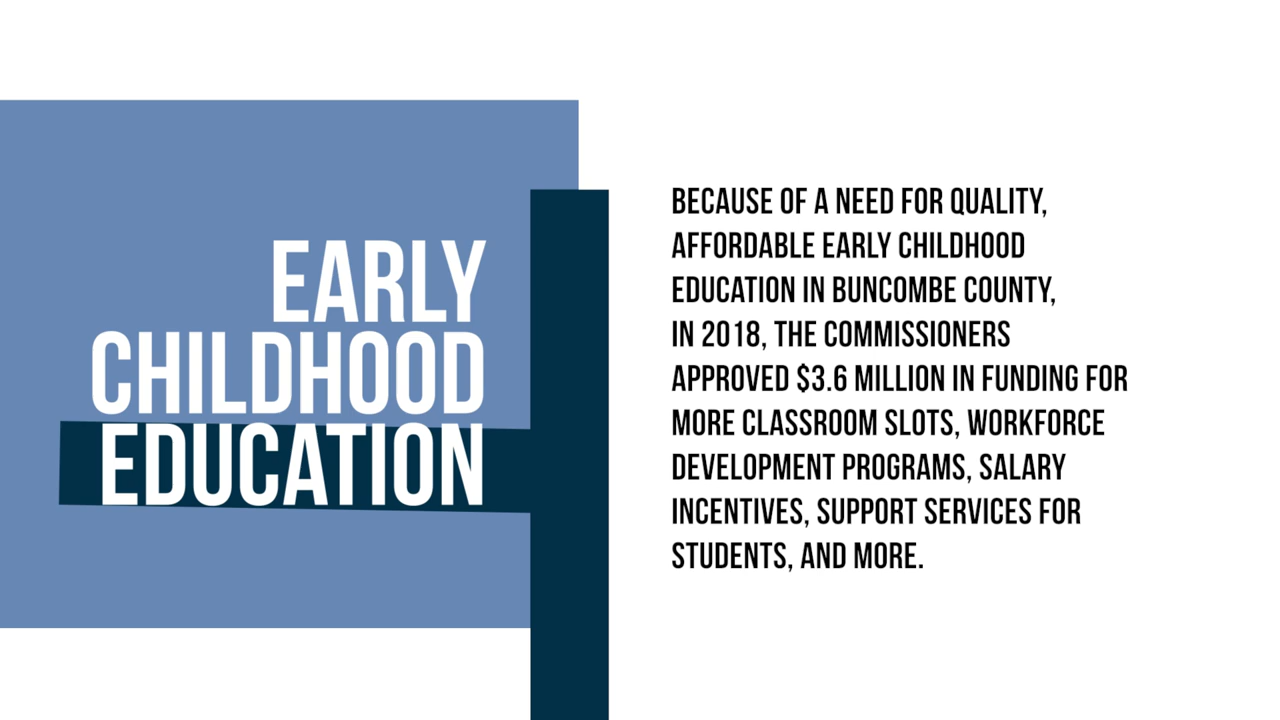 EARLY
CHILDHOOD
EDUCATION
BECAUSE OF A NEED FOR QUALITY,
AFFORDABLE EARLY CHILDHOOD
EDUCATION IN BUNCOMBE COUNTY,
IN 2018, THE COMMISSIONERS
APPROVED $3.6 MILLION IN FUNDING FOR
MORE CLASSROOM SLOTS, WORKFORCE
DEVELOPMENT PROGRAMS, SALARY
INCENTIVES, SUPPORT SERVICES FOR
STUDENTS, AND MORE.